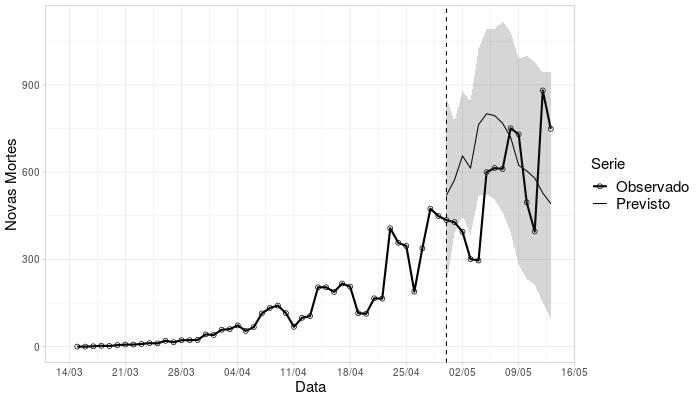 Novas Mortes
900
600
300
0
14/03 21/03 28/03 04/04 11/04 18/04 25/04 02/05 09/05 16/05
Data
Serie
Observado
Previsto